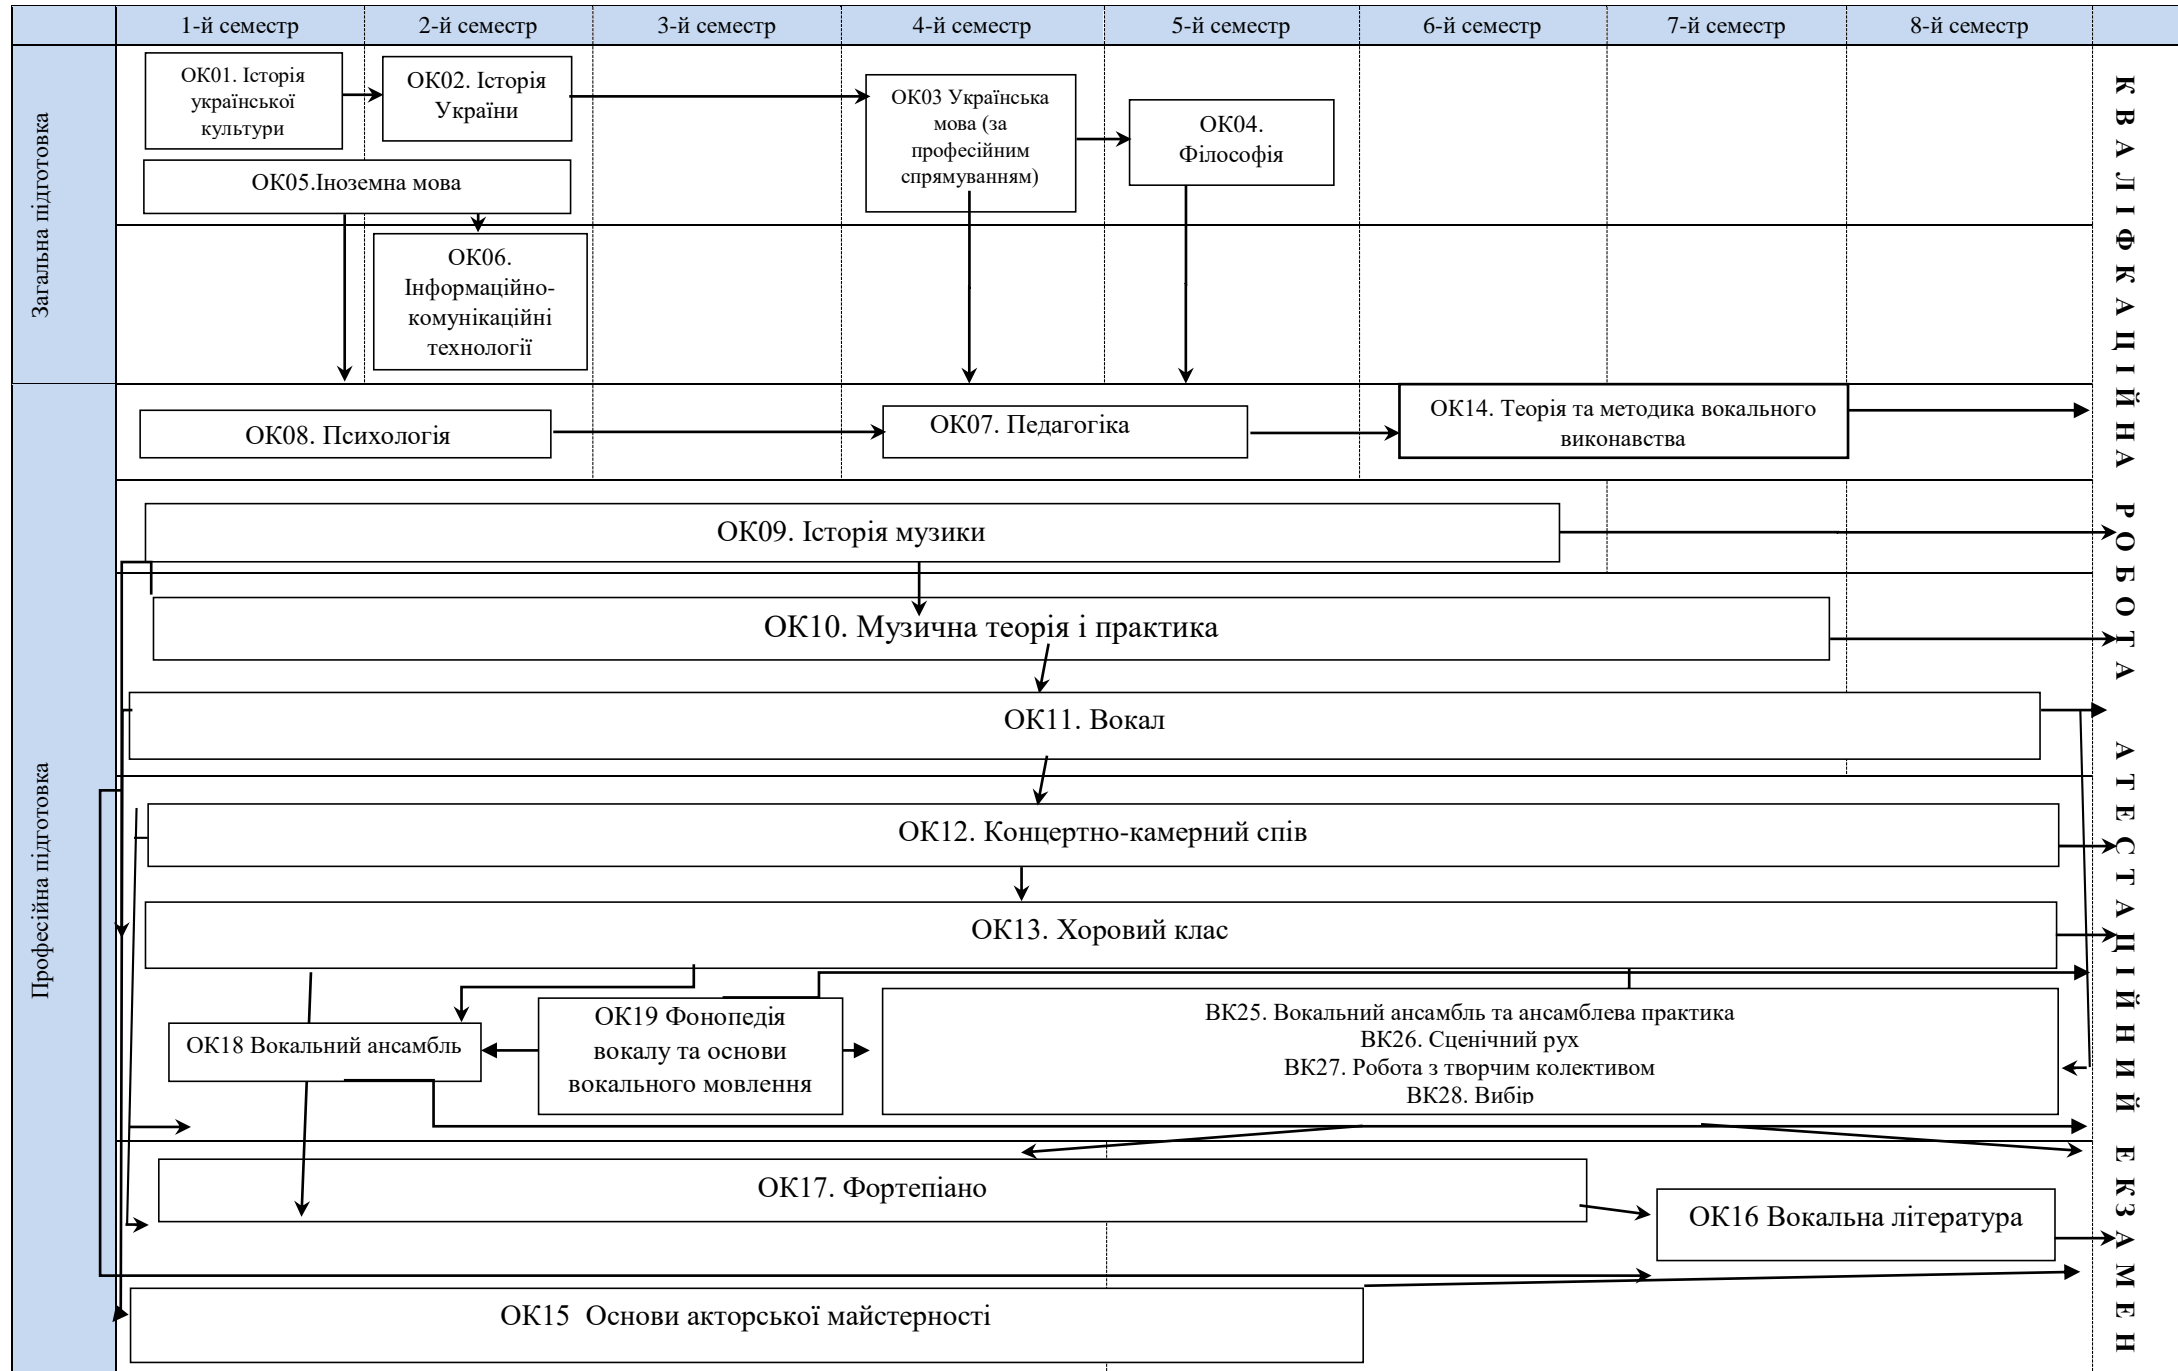 1-й семестр
2-й семестр
3-й семестр
4-й семестр
5-й семестр
6-й семестр
7-й семестр
8-й семестр
Загальна підготовка
ОК01. Історія
української
культури
ОК02. Історія
України
ОК03 Українська
мова (за
професійним
спрямуванням)
ОК04.
Філософія
ОК05.Іноземна мова
ОК06.
Інформаційно-
комунікаційні
технології
Професійна підготовка
ОК08. Психологія
ОК07. Педагогіка
ОК14. Теорія та методика вокального
виконавства
ОК09. Історія музики
ОК10. Музична теорія і практика
ОК11. Вокал
ОК12. Концертно-камерний спів
ОК13. Хоровий клас
ОК18 Вокальний ансамбль
ОК19 Фонопедія
вокалу та основи
вокального мовлення
ВК25. Вокальний ансамбль та ансамблева практика
ВК26. Сценічний рух
ВК27. Робота з творчим колективом
ВК28. Вибір
ОК17. Фортепіано
ОК16 Вокальна література
ОК15 Основи акторської майстерності
КВАЛІФКАЦІЙНА РОБОТА АТЕСТАЦІЙНИЙ ЕКЗАМЕН